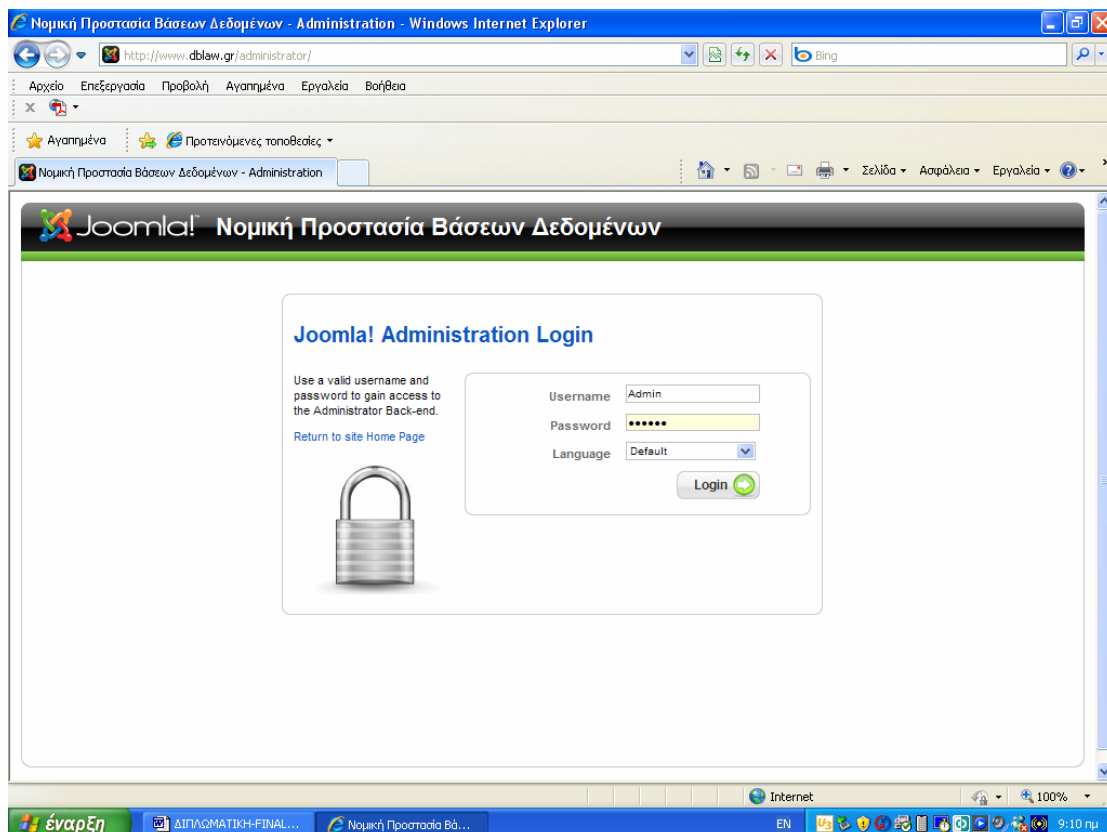 Νομική Προστασία Βάσεων Δεδομένων - Administration - Windows Internet Explorer
http://www.dblaw.gr/administrator/
Bing
Αρχείο Επεξεργασία Προβολή Αγαπημένα Εργαλεία Βοήθεια
x
Αγαπημένα Προτεινόμενες τοποθεσίες
Νομική Προστασία Βάσεων Δεδομένων - Administration Σελίδα Ασφάλεια Εργαλεία
Joomla!™ Νομική Προστασία Βάσεων Δεδομένων
Joomla! Administration Login
Use a valid username and
password to gain access to
the Administrator Back-end.
Return to site Home Page
Username Admin
Password ••••••
Language Default
Login
Internet 100%
έναρξη ΔΙΠΛΩΜΑΤΙΚΗ-FINAL... Νομική Προστασία Βά... EN 9:10 πμ